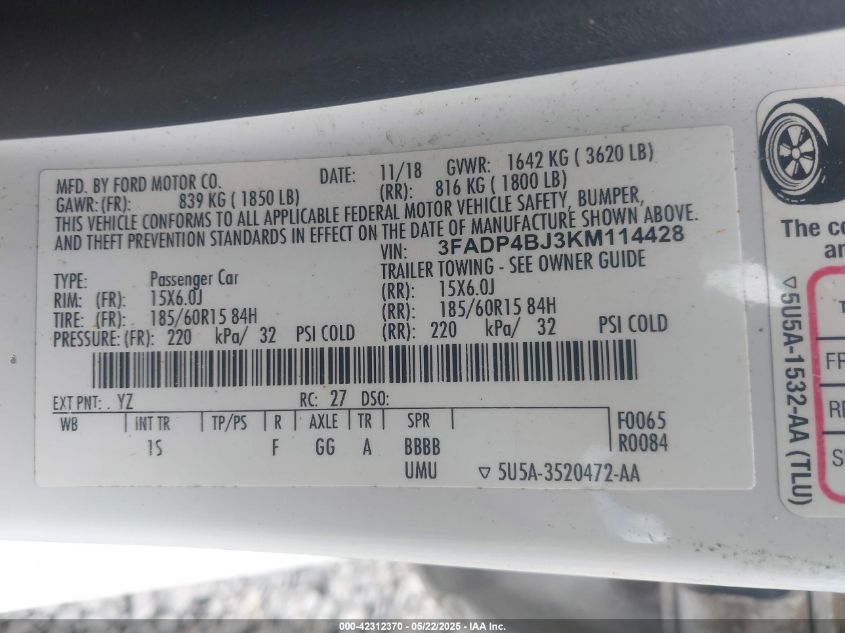 MFD. BY FORD MOTOR CO. DATE: 11/18 GVWR: 1642 KG ( 3620 LB)
GAWR: (FR): 839 KG ( 1850 LB) (RR): 816 KG ( 1800 LB)
THIS VEHICLE CONFORMS TO ALL APPLICABLE FEDERAL MOTOR VEHICLE SAFETY, BUMPER,
AND THEFT PREVENTION STANDARDS IN EFFECT ON THE DATE OF MANUFACTURE SHOWN ABOVE.
VIN: 3FADP4BJ3KM114428
TYPE: Passenger Car TRAILER TOWING - SEE OWNER GUIDE
RIM: (FR): 15X6.0J (RR): 15X6.0J
TIRE: (FR): 185/60R15 84H (RR): 185/60R15 84H
PRESSURE: (FR): 220 kPa/ 32 PSI COLD (RR): 220 kPa/ 32 PSI COLD
EXT PNT: . YZ RC: 27 DSO:
WB INT TR TP/PS R AXLE TR SPR F0065
1S F GG A BBBB R0084
UMU ▽ 5U5A-3520472-AA
The
▽5U5A-1532-AA (TLU)
000-42312370 - 05/22/2025 - IAA Inc.